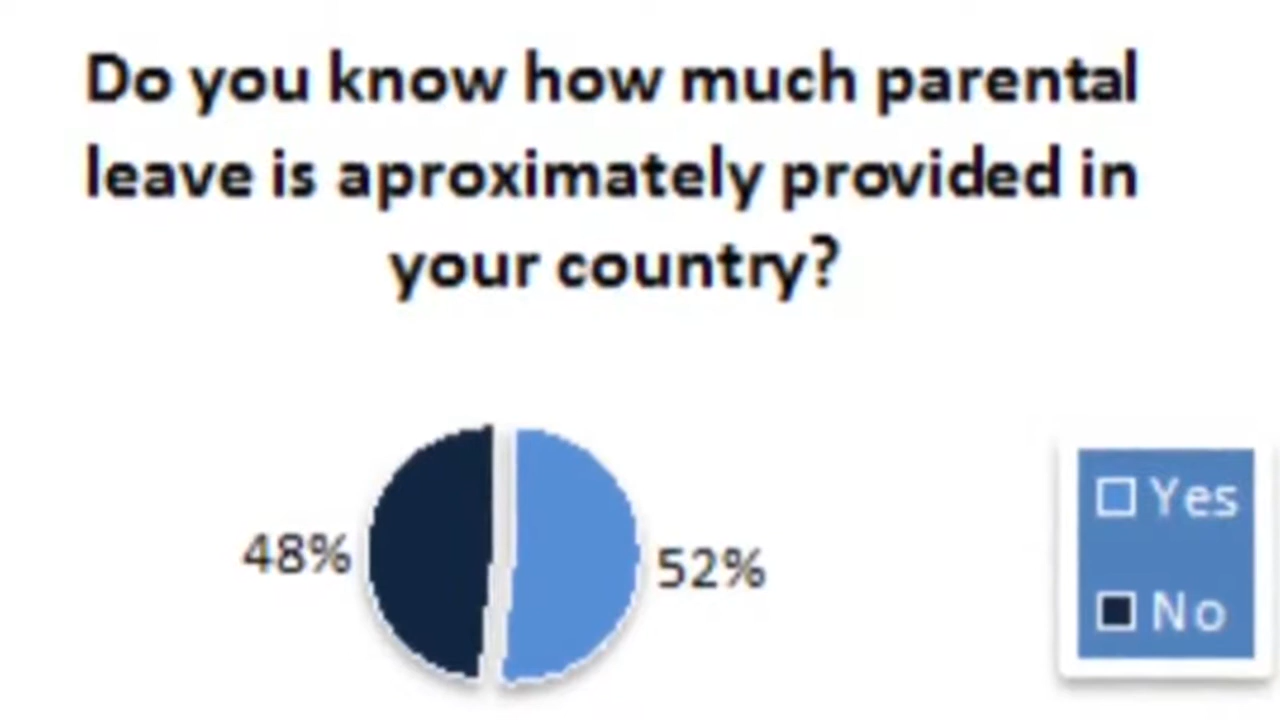 Do you know how much parental
leave is aproximately provided in
your country?
48%
52%
Yes
No